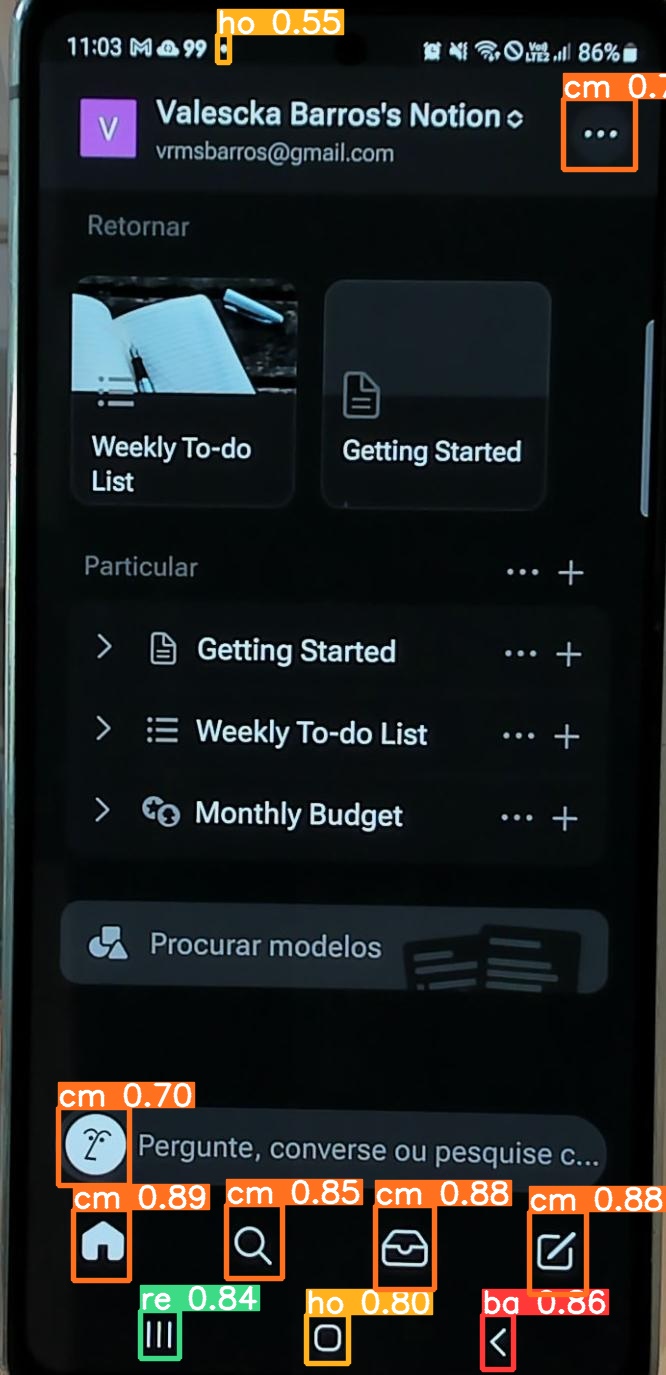 ho 0.55
11:03 99 VoD LTE2 86%
cm 0.7
V Valescka Barros's Notion
vrmsbarros@gmail.com
Retornar
Weekly To-do
List
Getting Started
Particular
Getting Started
Weekly To-do List
Monthly Budget
Procurar modelos
cm 0.70
Pergunte, converse ou pesquise c...
cm 0.89 cm 0.85 cm 0.88 cm 0.88
re 0.84 ho 0.80 ba 0.86